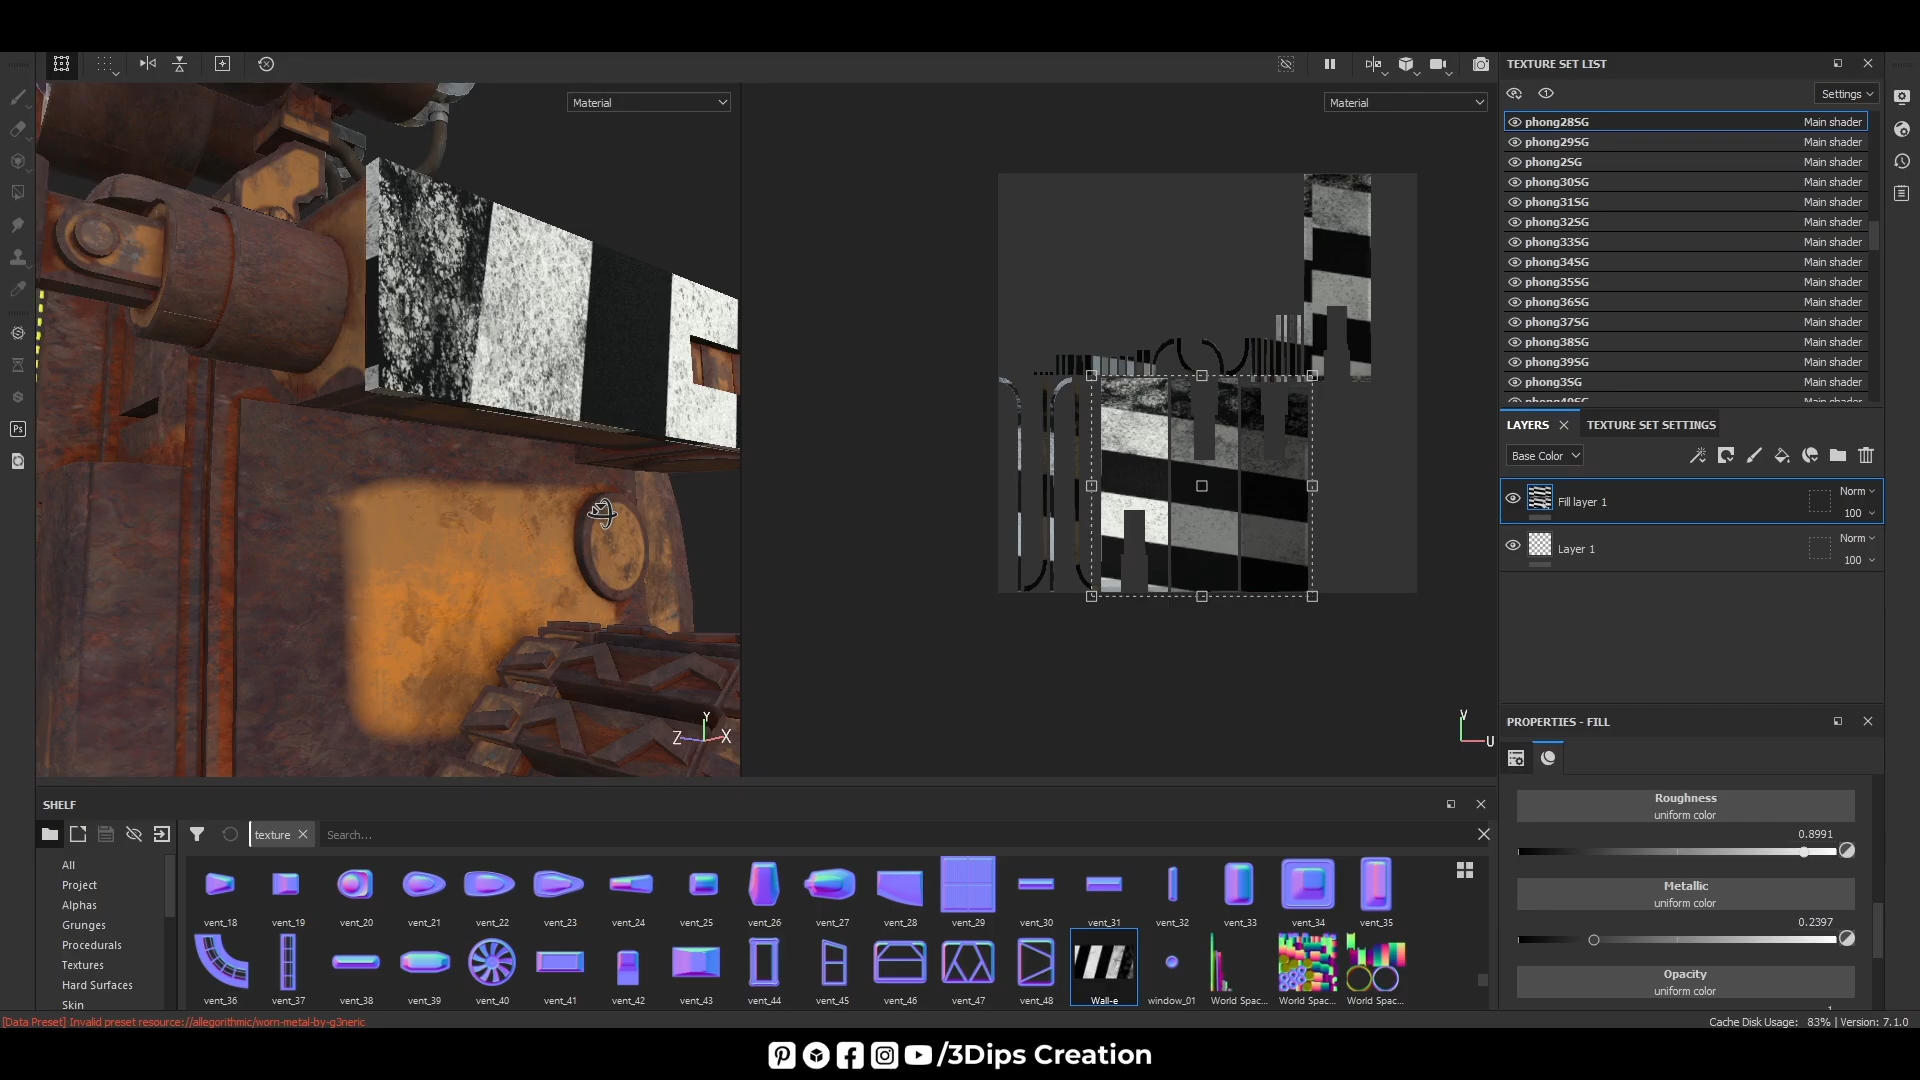 TEXTURE SET LIST
Material
Material
Settings
phong28SG Main shader
phong29SG Main shader
phong2SG Main shader
phong30SG Main shader
phong31SG Main shader
phong32SG Main shader
phong33SG Main shader
phong34SG Main shader
phong35SG Main shader
phong36SG Main shader
phong37SG Main shader
phong38SG Main shader
phong39SG Main shader
phong3SG Main shader
LAYERS TEXTURE SET SETTINGS
Base Color
Fill layer 1 Norm 100
Layer 1 Norm 100
PROPERTIES - FILL
Roughness
uniform color
0.8991
Metallic
uniform color
0.2397
Opacity
uniform color
Y
Z X
V
U
Ps
SHELF
texture Search...
All
Project
Alphas
Grunges
Procedurals
Textures
Hard Surfaces
Skin
vent_18 vent_19 vent_20 vent_21 vent_22 vent_23 vent_24 vent_25 vent_26 vent_27 vent_28 vent_29 vent_30 vent_31 vent_32 vent_33 vent_34 vent_35
vent_36 vent_37 vent_38 vent_39 vent_40 vent_41 vent_42 vent_43 vent_44 vent_45 vent_46 vent_47 vent_48 Wall-e window_01 World Spac... World Spac... World Spac...
[Data Preset] Invalid preset resource://allegorithmic/worn-metal-by-g3neric
Cache Disk Usage: 83% | Version: 7.1.0
/3Dips Creation